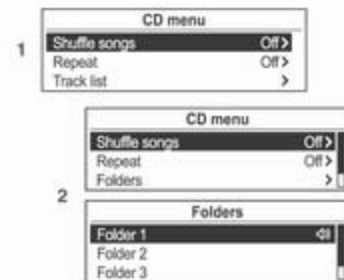 1
CD menu
Shuffle songs Off >
Repeat Off >
Track list >
2
CD menu
Shuffle songs Off >
Repeat Off >
Folders >
Folders
Folder 1
Folder 2
Folder 3